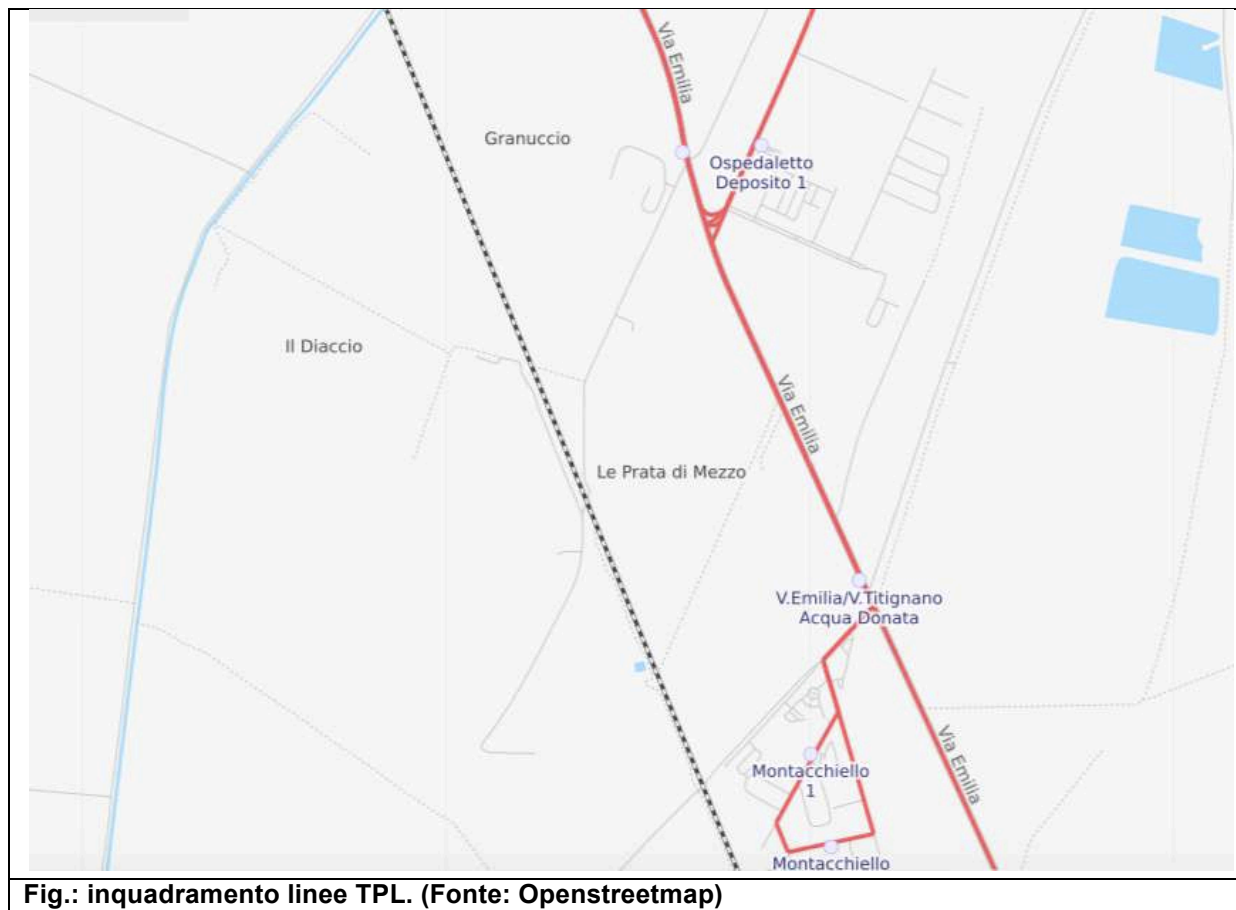 Via Emilia
Granuccio
Ospedaletto
Deposito 1
Il Diaccio
Via Emilia
Le Prata di Mezzo
V.Emilia/V.Titignano
Acqua Donata
Via Emilia
Montacchiello
1
Montacchiello
Fig.: inquadramento linee TPL. (Fonte: Openstreetmap)